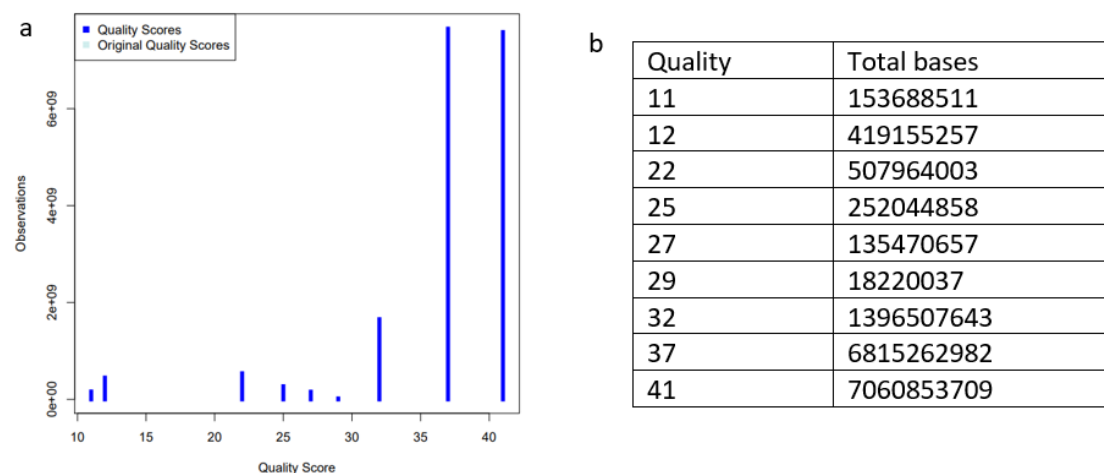 a
Quality Scores
Original Quality Scores
6e+09
4e+09
2e+09
0e+00
Observations
10 15 20 25 30 35 40
Quality Score
b
Quality Total bases
11 153688511
12 419155257
22 507964003
25 252044858
27 135470657
29 18220037
32 1396507643
37 6815262982
41 7060853709